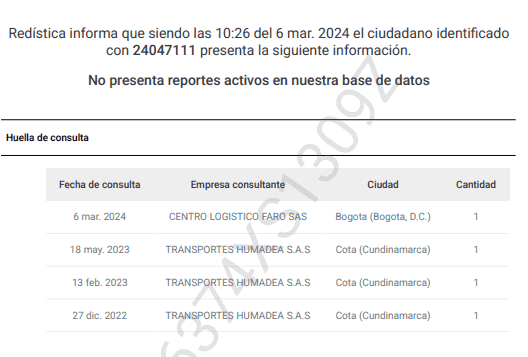 Redística informa que siendo las 10:26 del 6 mar. 2024 el ciudadano identificado
con 24047111 presenta la siguiente información.
No presenta reportes activos en nuestra base de datos
Huella de consulta
Fecha de consulta Empresa consultante Ciudad Cantidad
6 mar. 2024 CENTRO LOGISTICO FARO SAS Bogota (Bogota, D.C.) 1
18 may. 2023 TRANSPORTES HUMADEA S.A.S Cota (Cundinamarca) 1
13 feb. 2023 TRANSPORTES HUMADEA S.A.S Cota (Cundinamarca) 1
27 dic. 2022 TRANSPORTES HUMADEA S.A.S Cota (Cundinamarca) 1